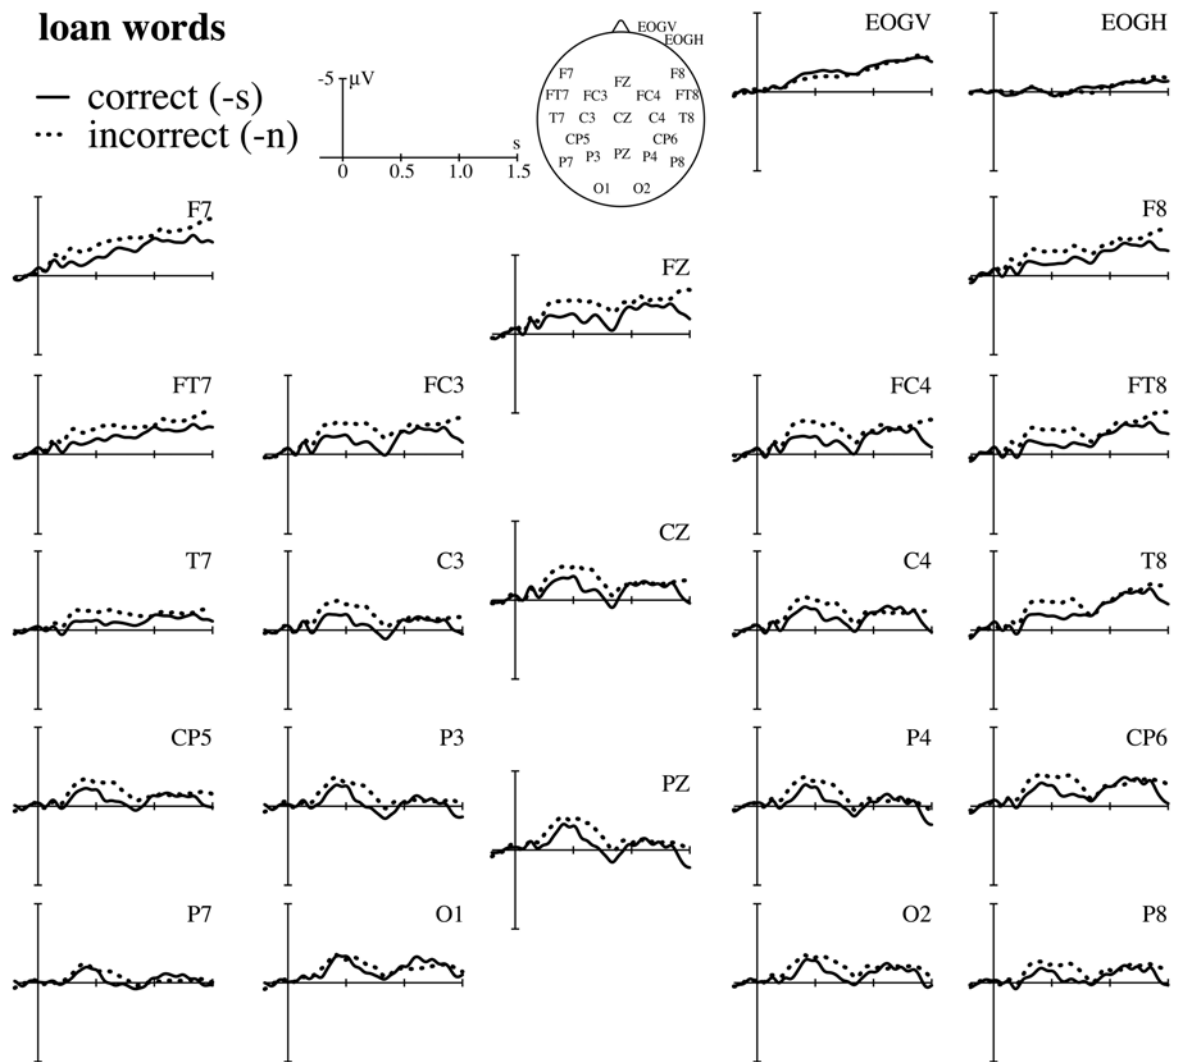 loan words
correct (-s)
incorrect (-n)
-5 µV
s
0 0.5 1.0 1.5
EOGV
EOGH
F7 FZ F8
FT7 FC3 FC4 FT8
T7 C3 CZ C4 T8
CP5 CP6
P7 P3 PZ P4 P8
O1 O2
EOGV EOGH
F7 F8
FZ
FT7 FC3 FC4 FT8
CZ
T7 C3 C4 T8
CP5 P3 P4 CP6
PZ
P7 O1 O2 P8